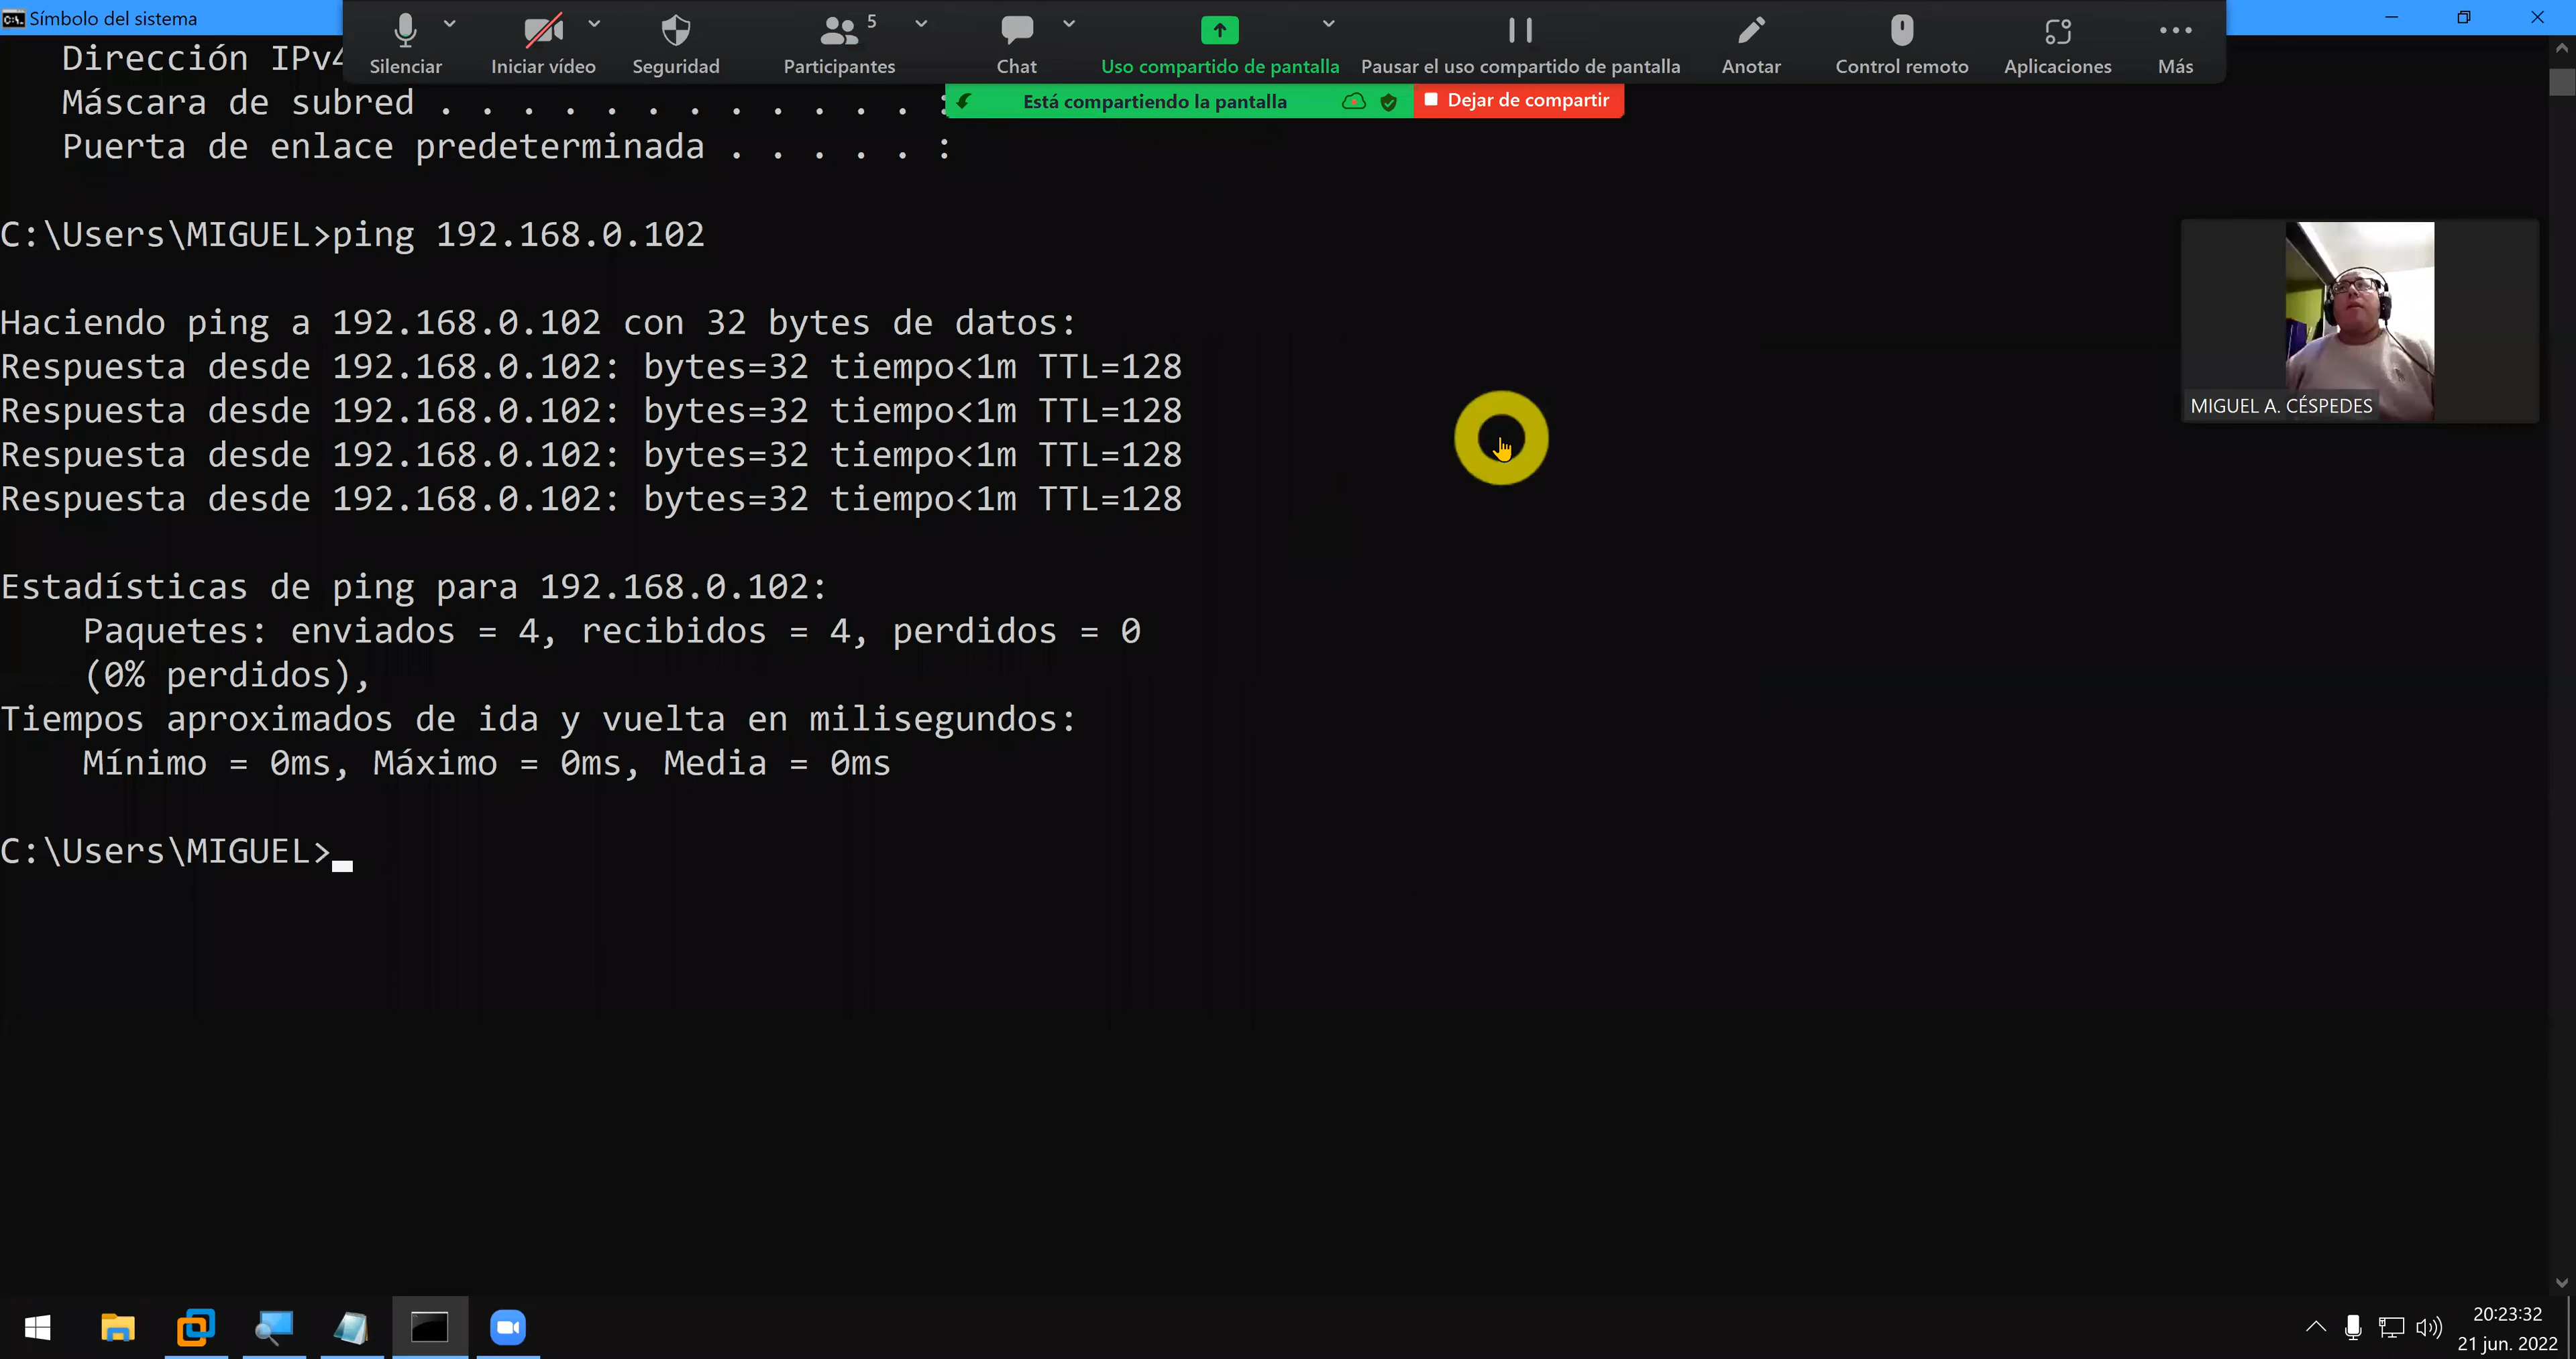 Símbolo del sistema
Silenciar
Iniciar vídeo
Seguridad
5
Participantes
Chat
Uso compartido de pantalla
Pausar el uso compartido de pantalla
Anotar
Control remoto
Aplicaciones
Más
Está compartiendo la pantalla
Dejar de compartir
Dirección IPv4
Máscara de subred . . . . . . . . . . . . :
Puerta de enlace predeterminada . . . . . :
C:\Users\MIGUEL>ping 192.168.0.102
Haciendo ping a 192.168.0.102 con 32 bytes de datos:
Respuesta desde 192.168.0.102: bytes=32 tiempo<1m TTL=128
Respuesta desde 192.168.0.102: bytes=32 tiempo<1m TTL=128
Respuesta desde 192.168.0.102: bytes=32 tiempo<1m TTL=128
Respuesta desde 192.168.0.102: bytes=32 tiempo<1m TTL=128
Estadísticas de ping para 192.168.0.102:
Paquetes: enviados = 4, recibidos = 4, perdidos = 0
(0% perdidos),
Tiempos aproximados de ida y vuelta en milisegundos:
Mínimo = 0ms, Máximo = 0ms, Media = 0ms
C:\Users\MIGUEL>
MIGUEL A. CÉSPEDES
20:23:32
21 jun. 2022